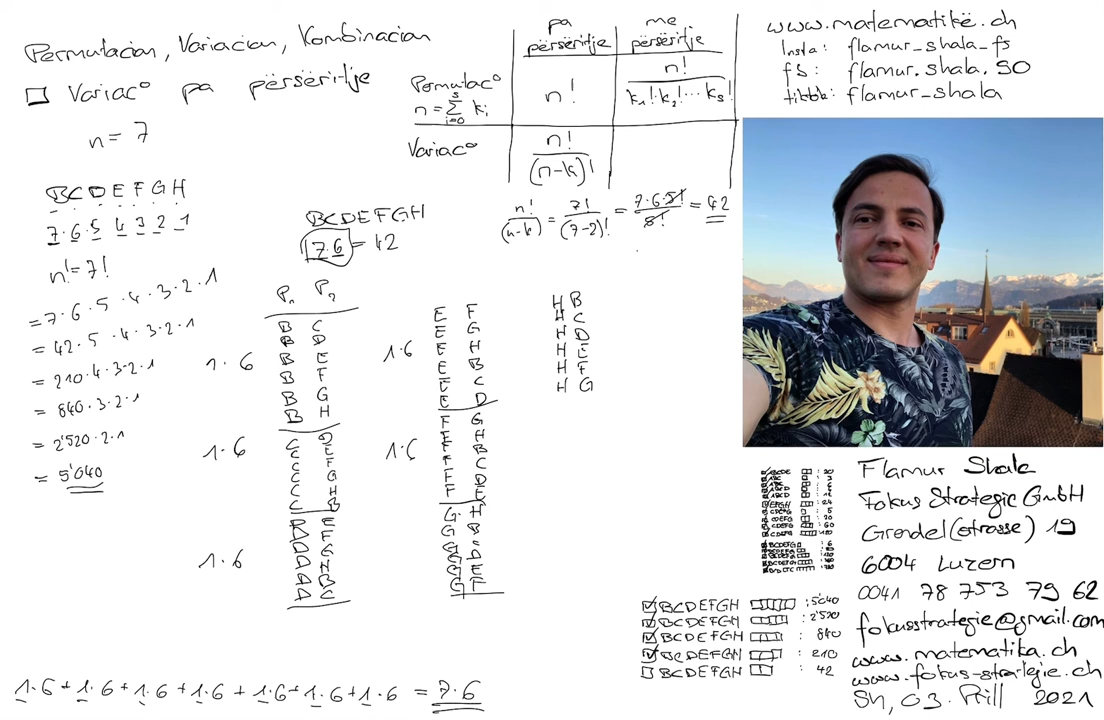 Permutacion, Variacion, Kombinacion
□ Variac° pa përsëritje
n = 7
BCDEFGH
7·6·5 4 3 2 1
n! = 7!
= 7·6·5·4·3·2·1
= 42·5·4·3·2·1
= 210·4·3·2·1
= 840·3·2·1
= 2'520·2·1
= 5'040
pa përsëritje
me përsëritje
Permutac°
n = Σ kᵢ
s
i=0
n!
n!
k₁!·k₂!···kₛ!
Variac°
n!
(n-k)!
n!/(n-k)! = 7!/(7-2)! = 7·6·5!/5! = 42
BCDEFGH
7·6 = 42
P₁ P₂
1·6
B C
B D
B E
B F
B G
B H
1·6
C D
C E
C F
C G
C H
C B
1·6
D E
D F
D G
D H
D B
D C
1·6
E F
E G
E H
E B
E C
E D
1·6
F G
F H
F B
F C
F D
F E
G H
G B
G C
G D
G E
G F
H B
H C
H D
H E
H F
H G
1·6 + 1·6 + 1·6 + 1·6 + 1·6 + 1·6 + 1·6 = 7·6
www.matematikë.ch
Insta: flamur_shala_fs
fb: flamur.shala.50
tiktok: flamur_shala
BCDEFGH : 5'040
BCDEFGH : 2'520
BCDEFGH : 840
BCDEFGH : 210
BCDEFGH : 42
Flamur Shala
Fokus Strategie GmbH
Grendel(strasse) 19
6004 Luzern
0041 78 753 79 62
fokusstrategie@gmail.com
www.matematika.ch
www.fokus-strategie.ch
Sh, 03. Prill 2021